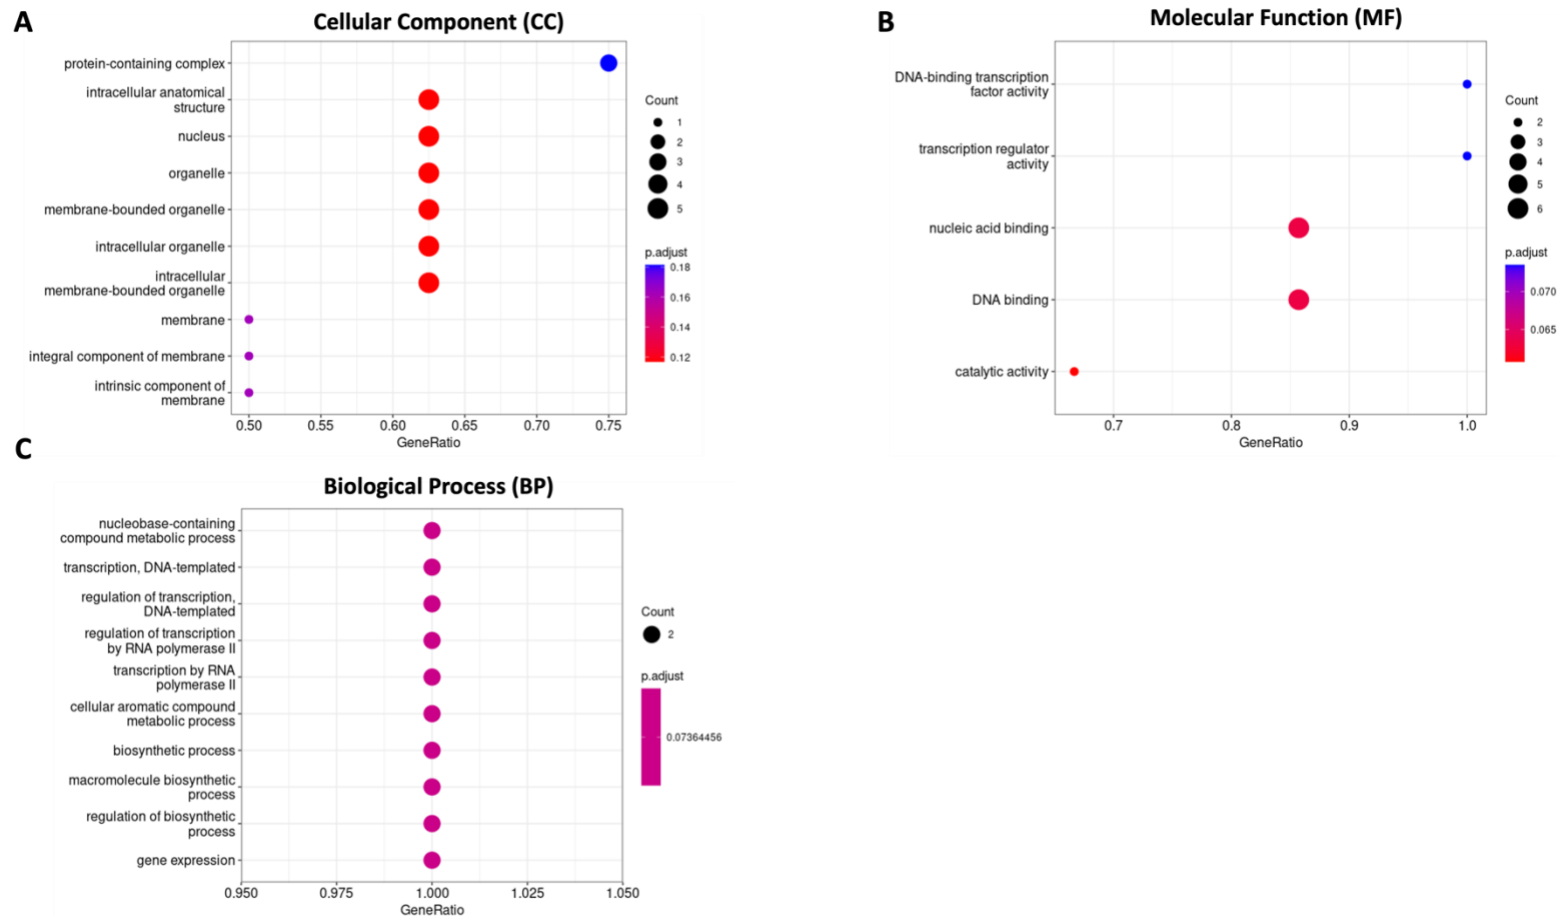 A
Cellular Component (CC)
protein-containing complex
intracellular anatomical
structure
nucleus
organelle
membrane-bounded organelle
intracellular organelle
intracellular
membrane-bounded organelle
membrane
integral component of membrane
intrinsic component of
membrane
0.50 0.55 0.60 0.65 0.70 0.75
GeneRatio
Count
1
2
3
4
5
p.adjust
0.18
0.16
0.14
0.12
B
Molecular Function (MF)
DNA-binding transcription
factor activity
transcription regulator
activity
nucleic acid binding
DNA binding
catalytic activity
0.7 0.8 0.9 1.0
GeneRatio
Count
2
3
4
5
6
p.adjust
0.070
0.065
C
Biological Process (BP)
nucleobase-containing
compound metabolic process
transcription, DNA-templated
regulation of transcription,
DNA-templated
regulation of transcription
by RNA polymerase II
transcription by RNA
polymerase II
cellular aromatic compound
metabolic process
biosynthetic process
macromolecule biosynthetic
process
regulation of biosynthetic
process
gene expression
0.950 0.975 1.000 1.025 1.050
GeneRatio
Count
2
p.adjust
0.07364456